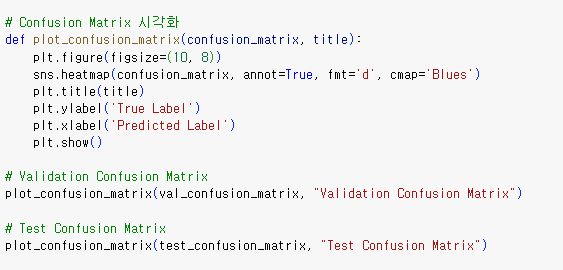 # Confusion Matrix 시각화
def plot_confusion_matrix(confusion_matrix, title):
    plt.figure(figsize=(10, 8))
    sns.heatmap(confusion_matrix, annot=True, fmt='d', cmap='Blues')
    plt.title(title)
    plt.ylabel('True Label')
    plt.xlabel('Predicted Label')
    plt.show()

# Validation Confusion Matrix
plot_confusion_matrix(val_confusion_matrix, "Validation Confusion Matrix")

# Test Confusion Matrix
plot_confusion_matrix(test_confusion_matrix, "Test Confusion Matrix")